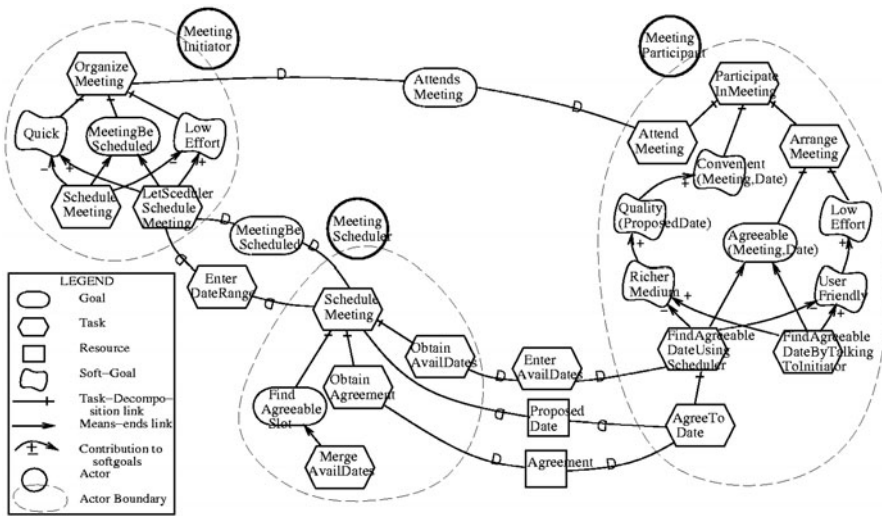 Meeting
Initiator
Organize
Meeting
Quick
MeetingBe
Scheduled
Low
Effort
Schedule
Meeting
LetSceduler
Schedule
Meeting
D
Attends
Meeting
D
Meeting
Participant
Participate
InMeeting
Attend
Meeting
Arrange
Meeting
Convenent
(Meeting,Date)
Quality
(ProposedDate)
Agreeable
(Meeting,Date)
Low
Effort
Richer
Medium
User
Friendly
FindAgreeable
DateUsing
Scheduler
FindAgreeable
DateByTalking
ToInitiator
AgreeTo
Date
− + − +
+ + − + − +
D
MeetingBe
Scheduled
D
Meeting
Scheduler
D
Enter
DateRange
D
Schedule
Meeting
Obtain
AvailDates
Find
Agreeable
Slot
Obtain
Agreement
Merge
AvailDates
D
Enter
AvailDates
D
D
Proposed
Date
D
D
Agreement
D
LEGEND
Goal
Task
Resource
Soft−Goal
Task−Decompo−
sition link
Means−ends link
±
Contribution to
softgoals
Actor
Actor Boundary